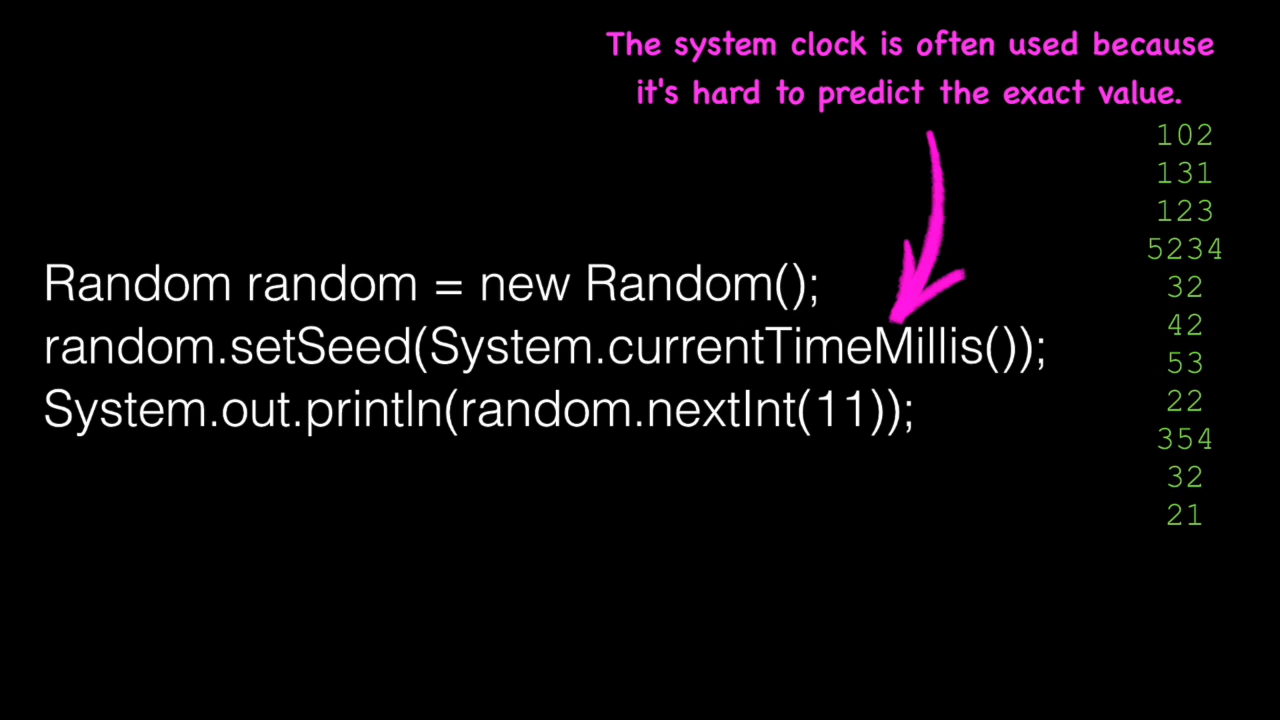 The system clock is often used because
it's hard to predict the exact value.
102
131
123
5234
32
42
53
22
354
32
21
Random random = new Random();
random.setSeed(System.currentTimeMillis());
System.out.println(random.nextInt(11));